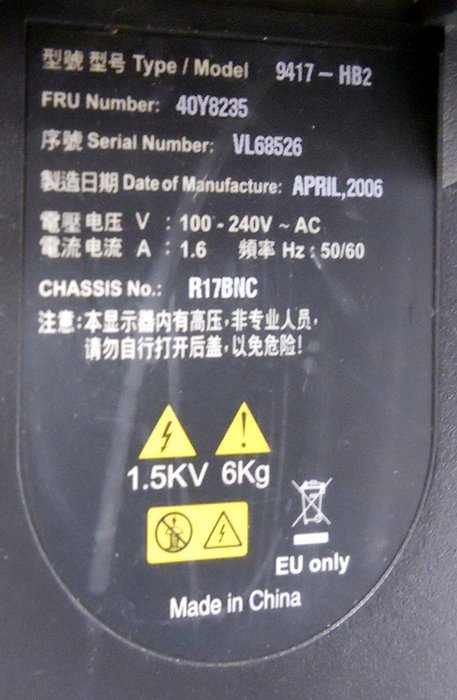 型號 型号 Type / Model 9417 - HB2
FRU Number: 40Y8235
序號 Serial Number: VL68526
製造日期 Date of Manufacture: APRIL,2006
電壓 电压 V : 100 - 240V ~ AC
電流 电流 A : 1.6 頻率 Hz : 50/60
CHASSIS No.: R17BNC
注意:本显示器内有高压,非专业人员,
请勿自行打开后盖,以免危险!
1.5KV 6Kg
EU only
Made in China